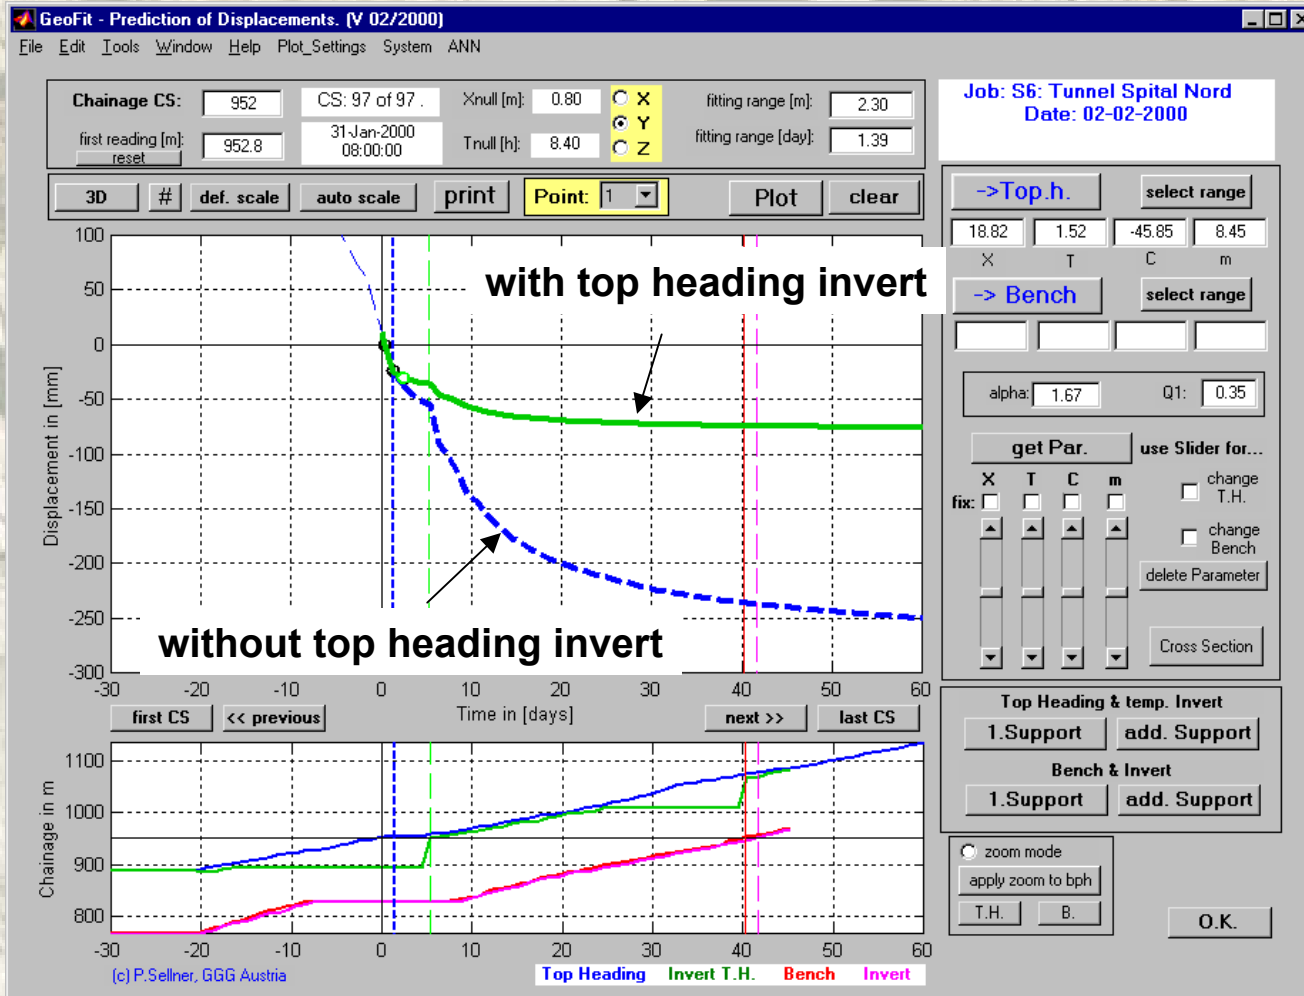 GeoFit - Prediction of Displacements. (V 02/2000)
File Edit Tools Window Help Plot_Settings System ANN
Chainage CS: 952 CS: 97 of 97 . Xnull [m]: 0.80 X fitting range [m]: 2.30
first reading [m]: 952.8 31-Jan-2000 08:00:00 Tnull [h]: 8.40 Y fitting range [day]: 1.39
reset Z
Job: S6: Tunnel Spital Nord
Date: 02-02-2000
3D # def. scale auto scale print Point: 1 Plot clear
->Top.h. select range
18.82 1.52 -45.85 8.45
X T C m
-> Bench select range
alpha: 1.67 Q1: 0.35
get Par. use Slider for...
X T C m
fix:
change T.H.
change Bench
delete Parameter
Cross Section
with top heading invert
without top heading invert
Displacement in [mm]
100
50
0
-50
-100
-150
-200
-250
-300
-30 -20 -10 0 10 20 30 40 50 60
Time in [days]
first CS << previous next >> last CS
Top Heading & temp. Invert
1.Support add. Support
Bench & Invert
1.Support add. Support
zoom mode
apply zoom to bph
T.H. B.
O.K.
Chainage in m
1100
1000
900
800
-30 -20 -10 0 10 20 30 40 50 60
(c) P.Sellner, GGG Austria
Top Heading Invert T.H. Bench Invert